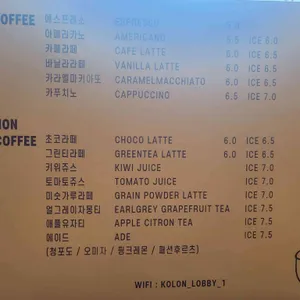 COFFEE
에스프레소 ESPRESSO 5.0
아메리카노 AMERICANO 5.5 ICE 6.0
카페라떼 CAFE LATTE 6.0 ICE 6.5
바닐라라떼 VANILLA LATTE 6.0 ICE 6.5
카라멜마키아또 CARAMELMACCHIATO 6.0 ICE 6.5
카푸치노 CAPPUCCINO 6.5 ICE 7.0
NON
COFFEE
초코라떼 CHOCO LATTE 6.0 ICE 6.5
그린티라떼 GREENTEA LATTE 6.0 ICE 6.5
키위쥬스 KIWI JUICE ICE 7.0
토마토쥬스 TOMATO JUICE ICE 7.0
미숫가루라떼 GRAIN POWDER LATTE ICE 7.0
얼그레이자몽티 EARLGREY GRAPEFRUIT TEA ICE 7.5
애플유자티 APPLE CITRON TEA ICE 7.5
에이드 ADE ICE 7.5
(청포도 / 오미자 / 핑크레몬 / 패션후르츠)
WIFI : KOLON_LOBBY_1